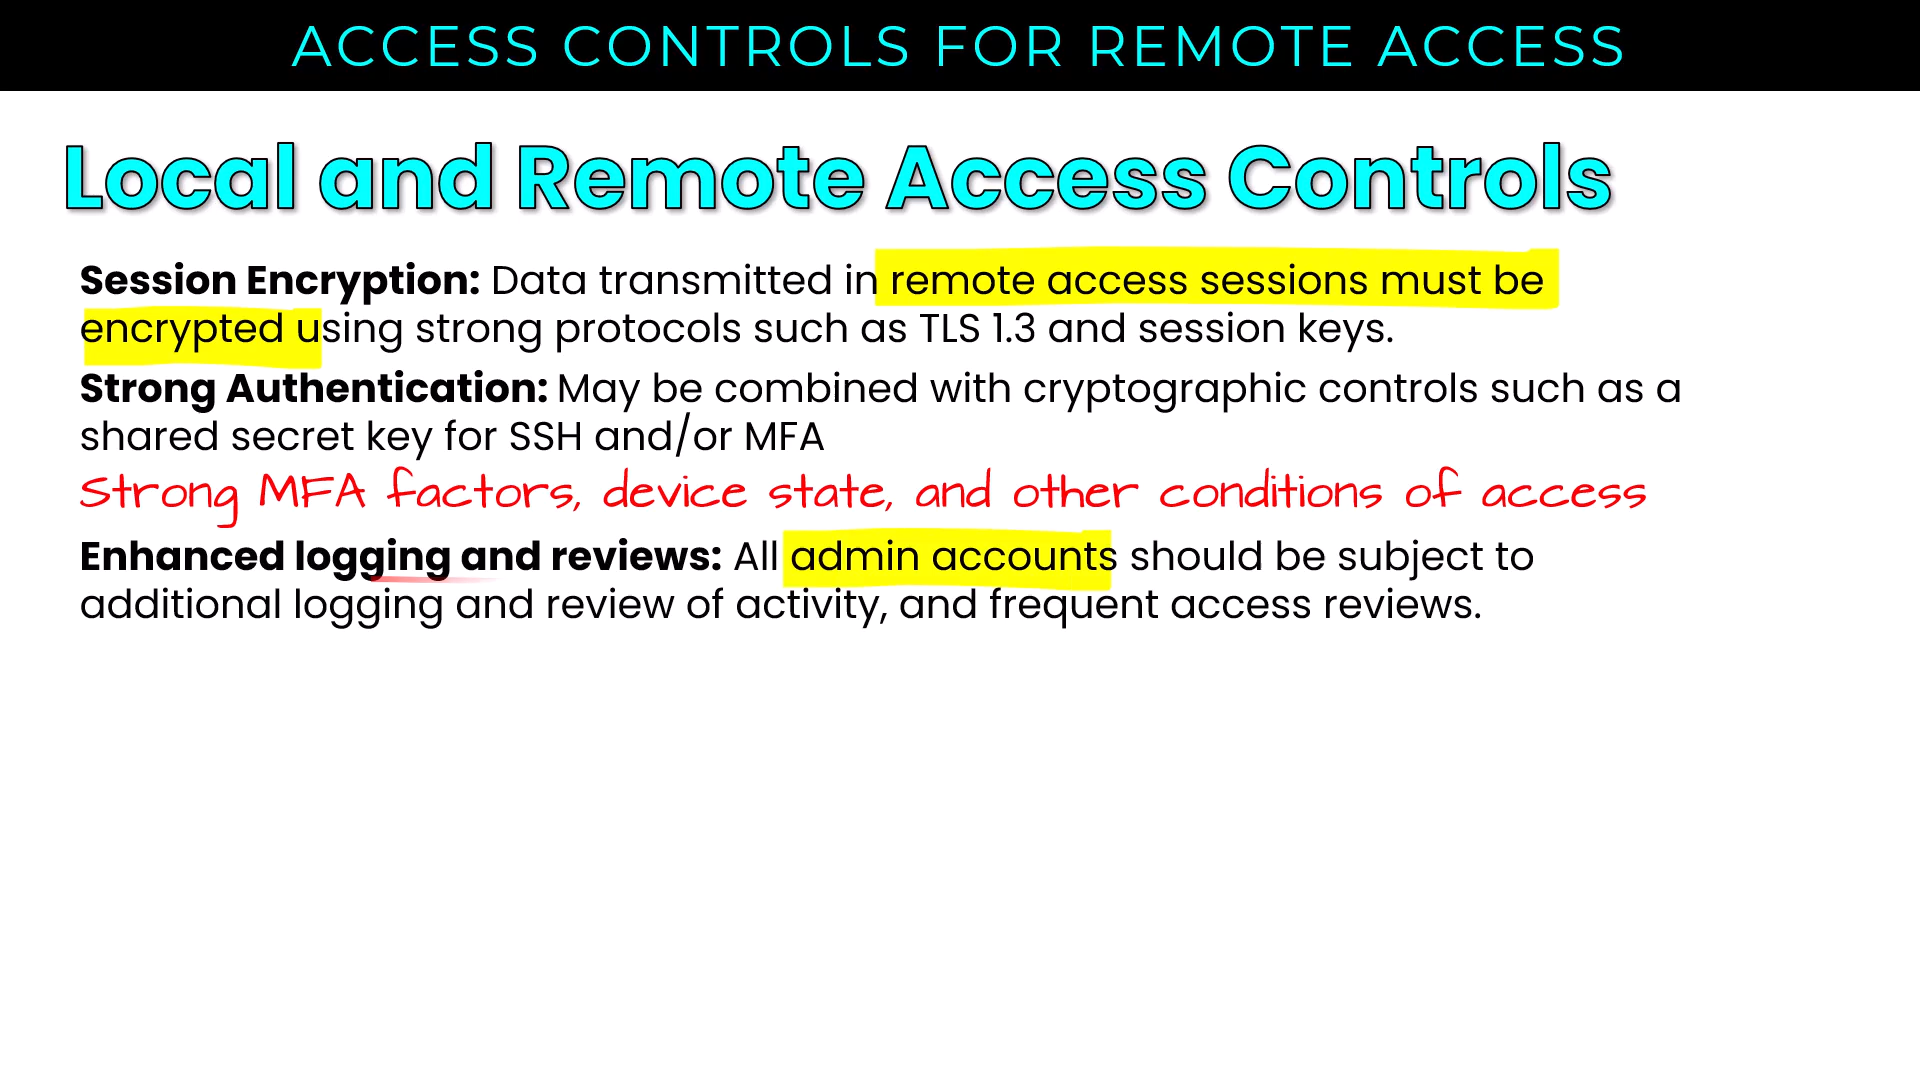 ACCESS CONTROLS FOR REMOTE ACCESS
Local and Remote Access Controls
Session Encryption: Data transmitted in remote access sessions must be
encrypted using strong protocols such as TLS 1.3 and session keys.
Strong Authentication: May be combined with cryptographic controls such as a
shared secret key for SSH and/or MFA
Strong MFA factors, device state, and other conditions of access
Enhanced logging and reviews: All admin accounts should be subject to
additional logging and review of activity, and frequent access reviews.